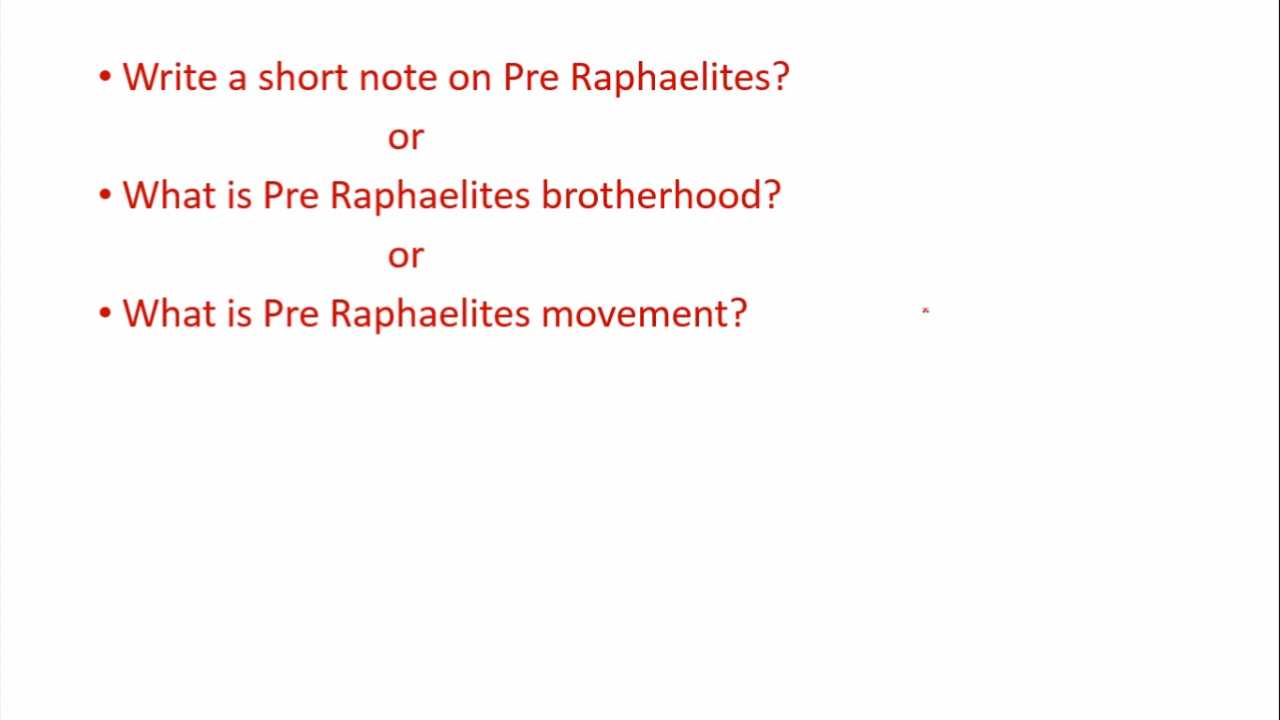 • Write a short note on Pre Raphaelites?
or
• What is Pre Raphaelites brotherhood?
or
• What is Pre Raphaelites movement?